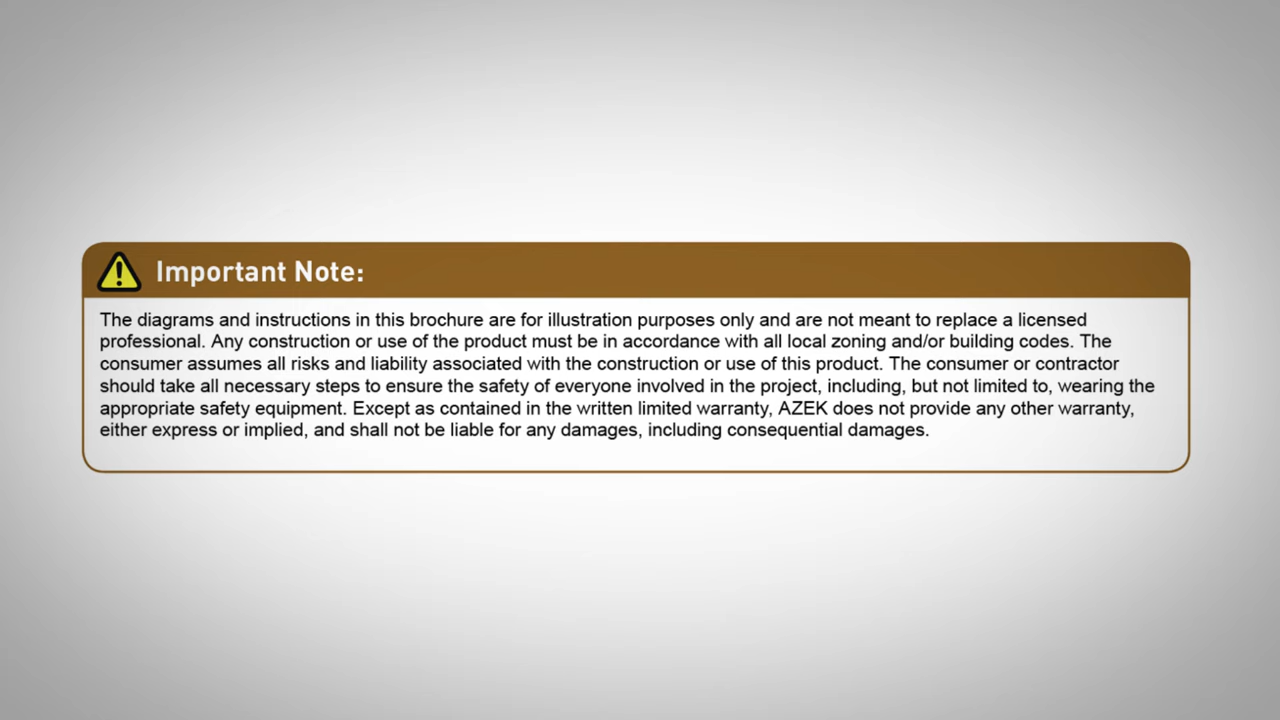 Important Note:
The diagrams and instructions in this brochure are for illustration purposes only and are not meant to replace a licensed
professional. Any construction or use of the product must be in accordance with all local zoning and/or building codes. The
consumer assumes all risks and liability associated with the construction or use of this product. The consumer or contractor
should take all necessary steps to ensure the safety of everyone involved in the project, including, but not limited to, wearing the
appropriate safety equipment. Except as contained in the written limited warranty, AZEK does not provide any other warranty,
either express or implied, and shall not be liable for any damages, including consequential damages.